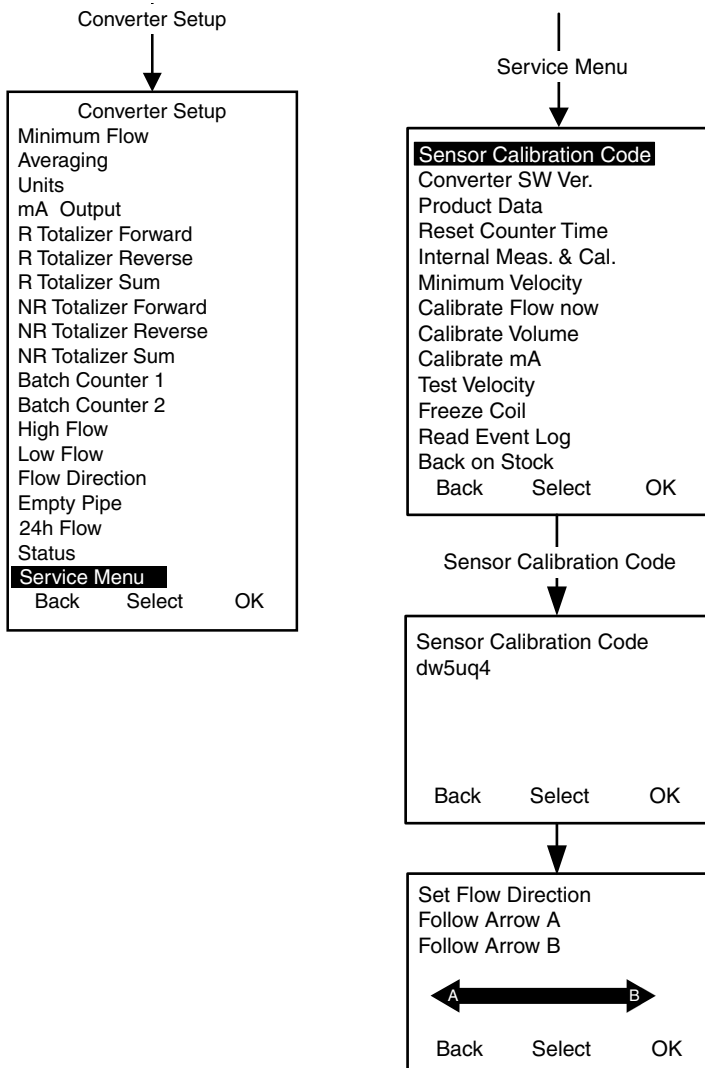 Converter Setup
Converter Setup
Minimum Flow
Averaging
Units
mA Output
R Totalizer Forward
R Totalizer Reverse
R Totalizer Sum
NR Totalizer Forward
NR Totalizer Reverse
NR Totalizer Sum
Batch Counter 1
Batch Counter 2
High Flow
Low Flow
Flow Direction
Empty Pipe
24h Flow
Status
Service Menu
Back Select OK
Service Menu
Sensor Calibration Code
Converter SW Ver.
Product Data
Reset Counter Time
Internal Meas. & Cal.
Minimum Velocity
Calibrate Flow now
Calibrate Volume
Calibrate mA
Test Velocity
Freeze Coil
Read Event Log
Back on Stock
Back Select OK
Sensor Calibration Code
Sensor Calibration Code
dw5uq4
Back Select OK
Set Flow Direction
Follow Arrow A
Follow Arrow B
A B
Back Select OK